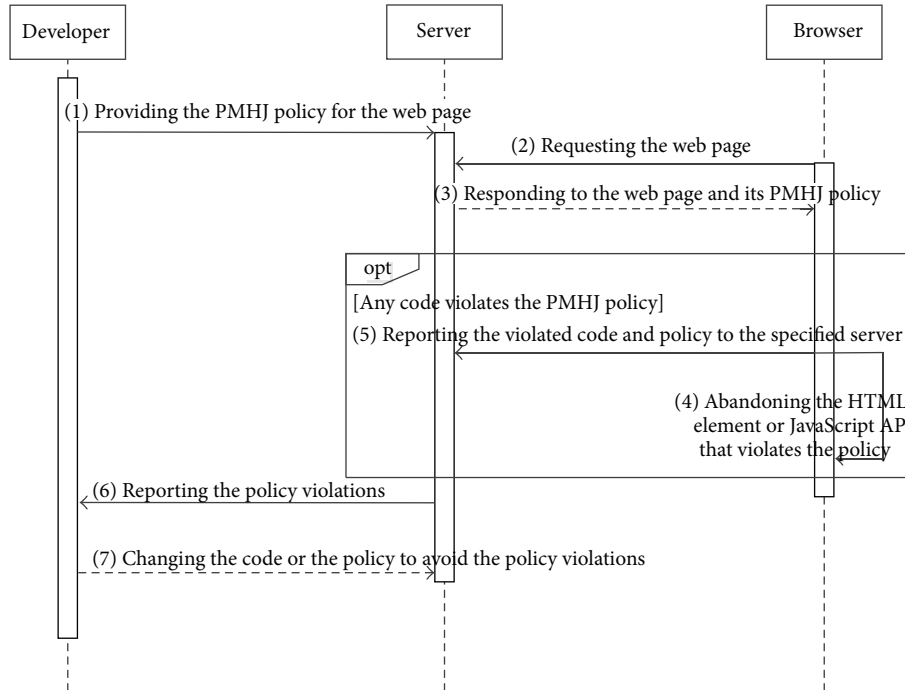 Developer
Server
Browser
(1) Providing the PMHJ policy for the web page
(2) Requesting the web page
(3) Responding to the web page and its PMHJ policy
opt
[Any code violates the PMHJ policy]
(5) Reporting the violated code and policy to the specified server
(4) Abandoning the HTML
element or JavaScript AP
that violates the policy
(6) Reporting the policy violations
(7) Changing the code or the policy to avoid the policy violations